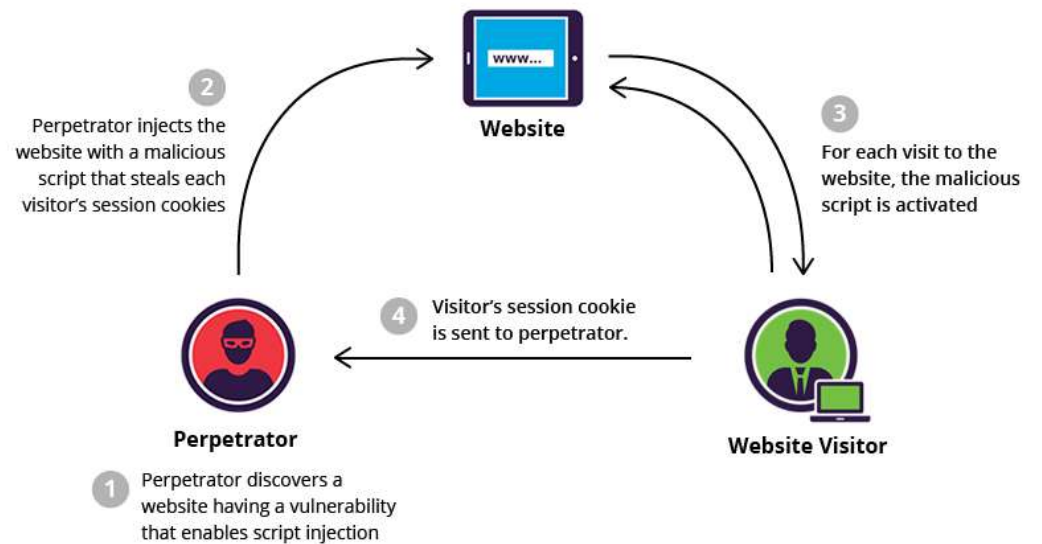 www...
Website
2
Perpetrator injects the
website with a malicious
script that steals each
visitor's session cookies
3
For each visit to the
website, the malicious
script is activated
4
Visitor's session cookie
is sent to perpetrator.
Perpetrator
Website Visitor
1
Perpetrator discovers a
website having a vulnerability
that enables script injection